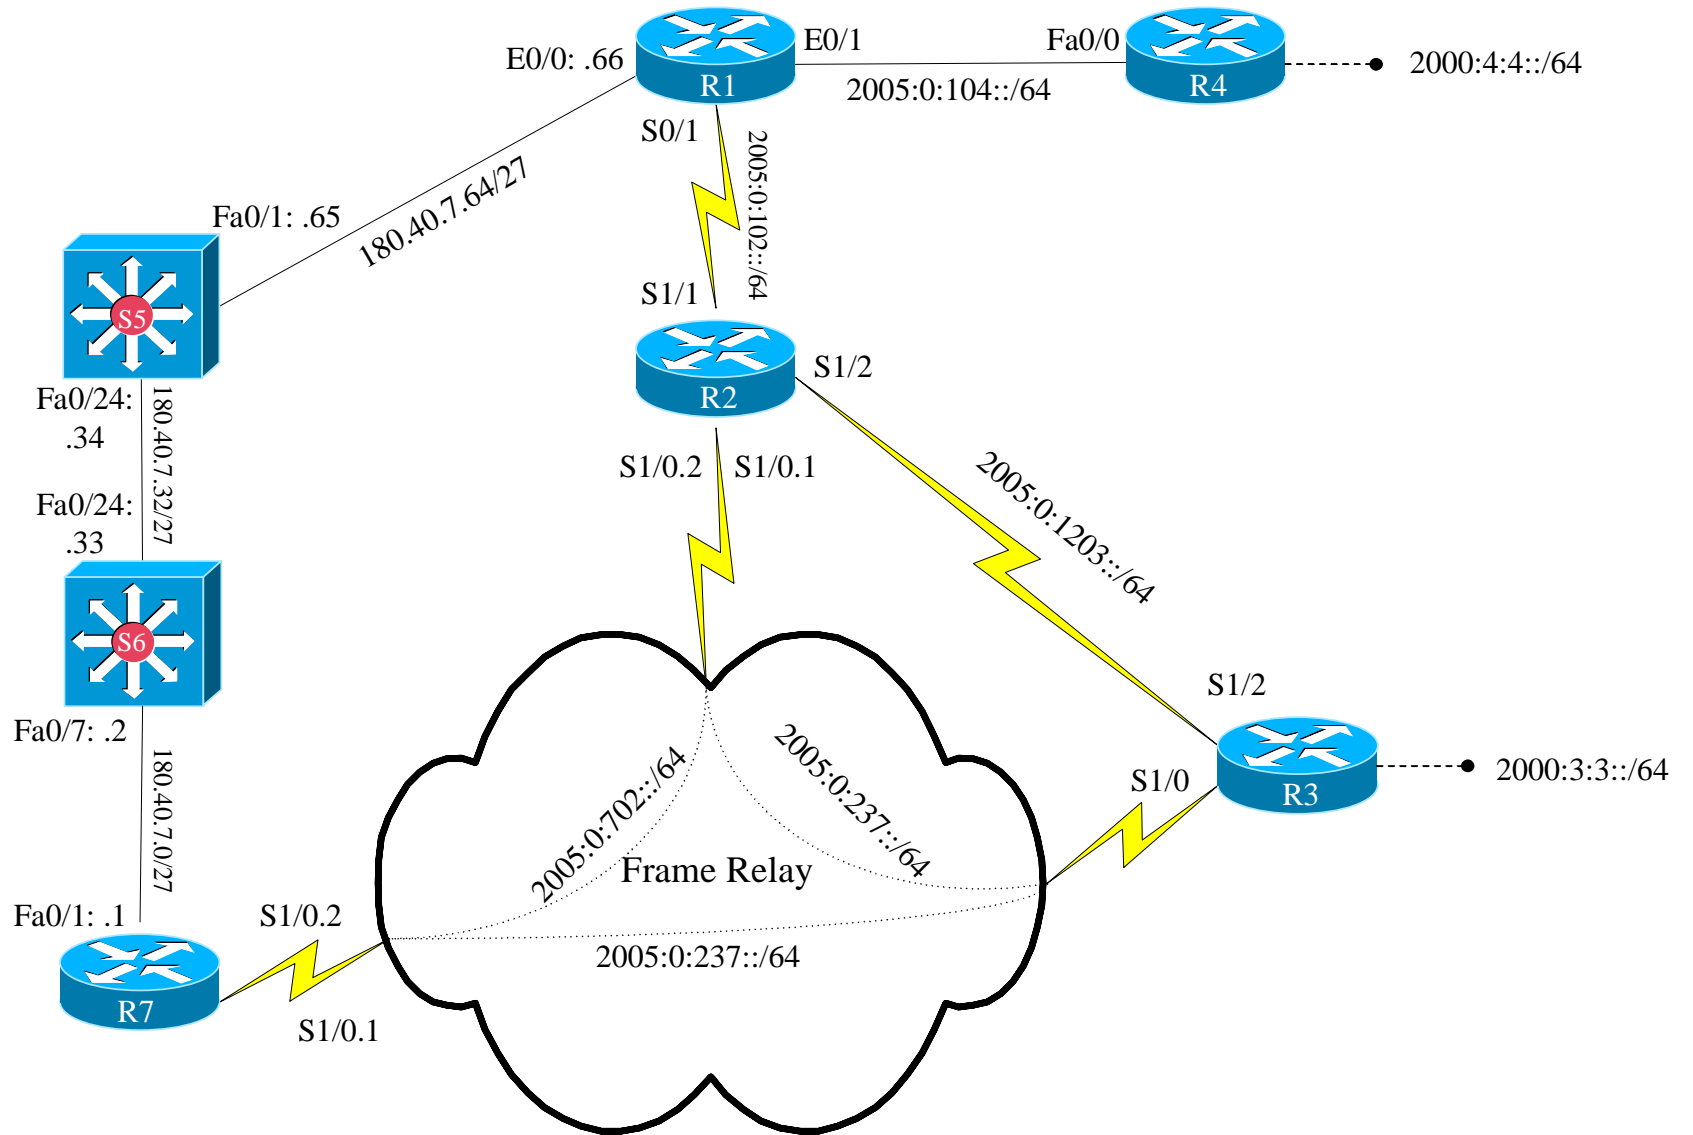 E0/0: .66
R1
E0/1
Fa0/0
2005:0:104::/64
R4
2000:4:4::/64
S0/1
2005:0:102::/64
180.40.7.64/27
Fa0/1: .65
S5
S1/1
R2
S1/2
Fa0/24:
.34
180.40.7.32/27
S1/0.2
S1/0.1
2005:0:1203::/64
Fa0/24:
.33
S6
Fa0/7: .2
S1/2
R3
2000:3:3::/64
S1/0
180.40.7.0/27
2005:0:702::/64
2005:0:237::/64
Frame Relay
2005:0:237::/64
Fa0/1: .1
S1/0.2
R7
S1/0.1